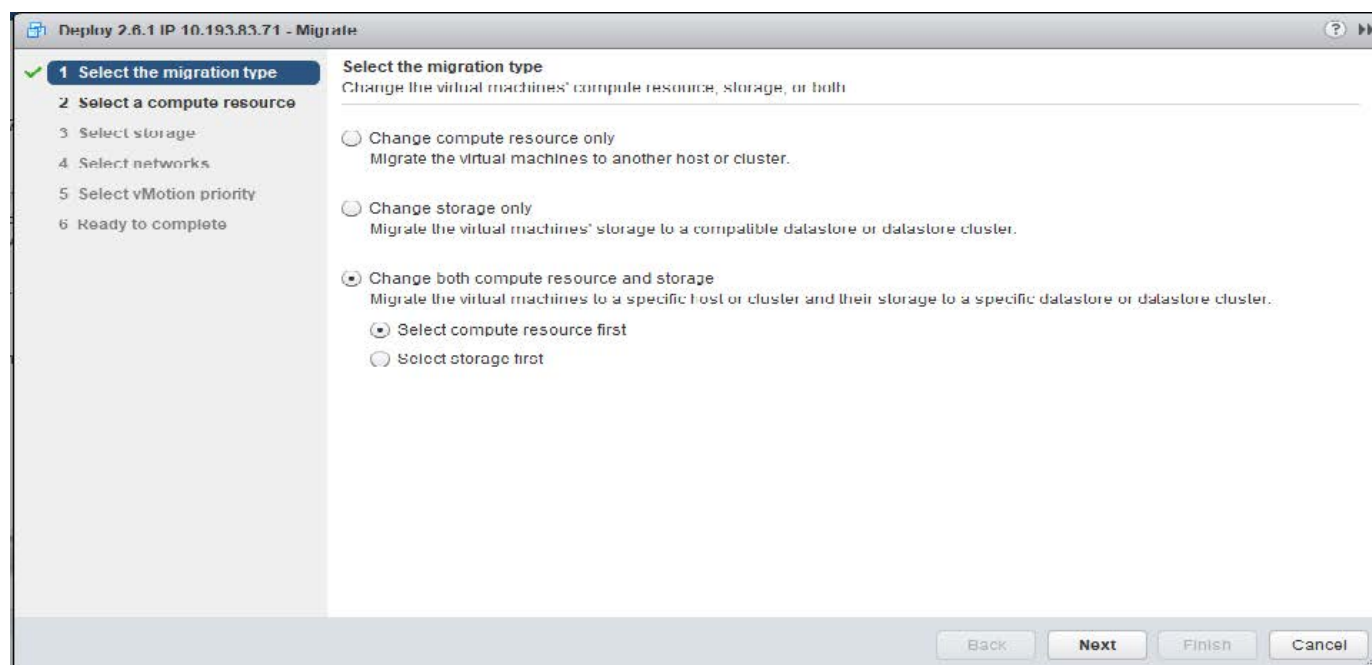 Deploy 2.6.1 IP 10.193.83.71 - Migrate
1 Select the migration type
2 Select a compute resource
3 Select storage
4 Select networks
5 Select vMotion priority
6 Ready to complete
Select the migration type
Change the virtual machines' compute resource, storage, or both
Change compute resource only
Migrate the virtual machines to another host or cluster.
Change storage only
Migrate the virtual machines' storage to a compatible datastore or datastore cluster.
Change both compute resource and storage
Migrate the virtual machines to a specific host or cluster and their storage to a specific datastore or datastore cluster.
Select compute resource first
Select storage first
Back Next Finish Cancel